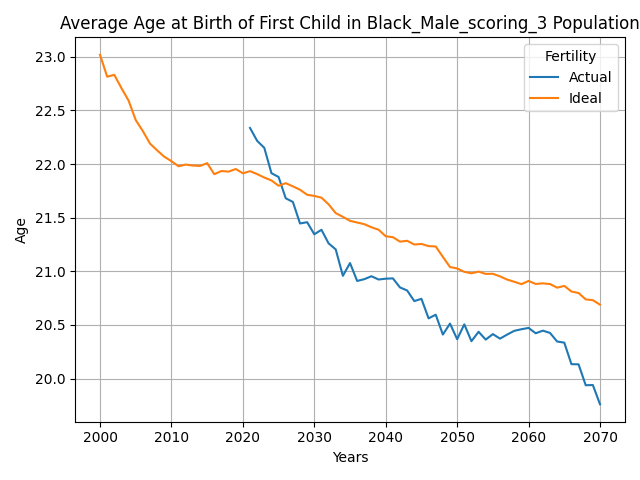 Average Age at Birth of First Child in Black_Male_scoring_3 Population
Fertility
Actual
Ideal
Age
23.0
22.5
22.0
21.5
21.0
20.5
20.0
2000 2010 2020 2030 2040 2050 2060 2070
Years